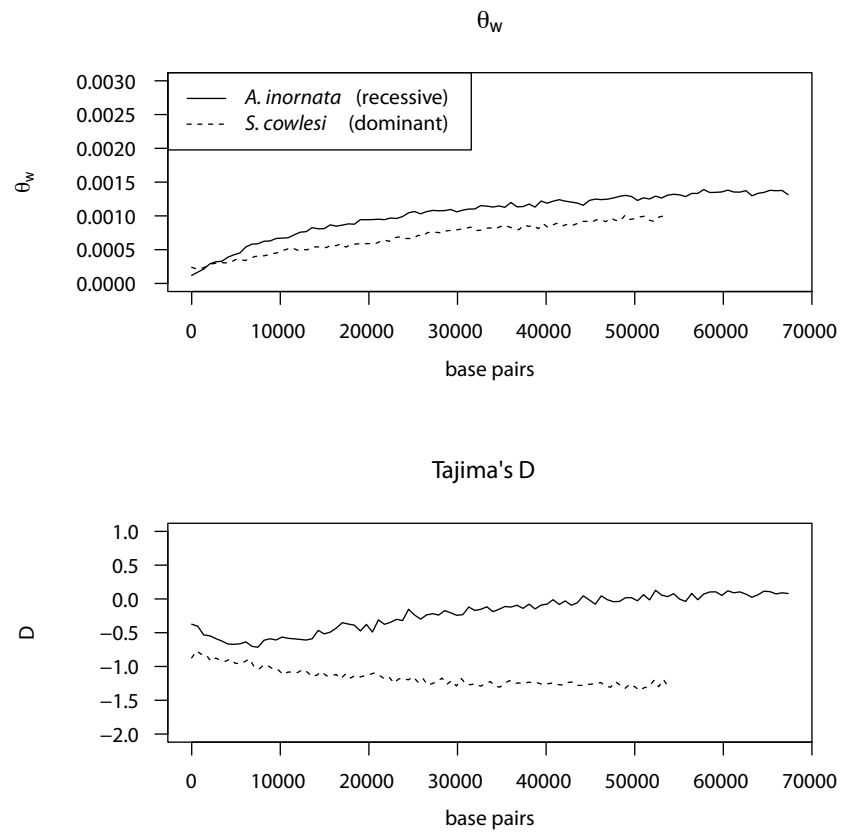 θw
0.0030
0.0025
0.0020
0.0015
0.0010
0.0005
0.0000
θw
A. inornata (recessive)
S. cowlesi (dominant)
0 10000 20000 30000 40000 50000 60000 70000
base pairs
Tajima's D
1.0
0.5
0.0
−0.5
−1.0
−1.5
−2.0
D
0 10000 20000 30000 40000 50000 60000 70000
base pairs